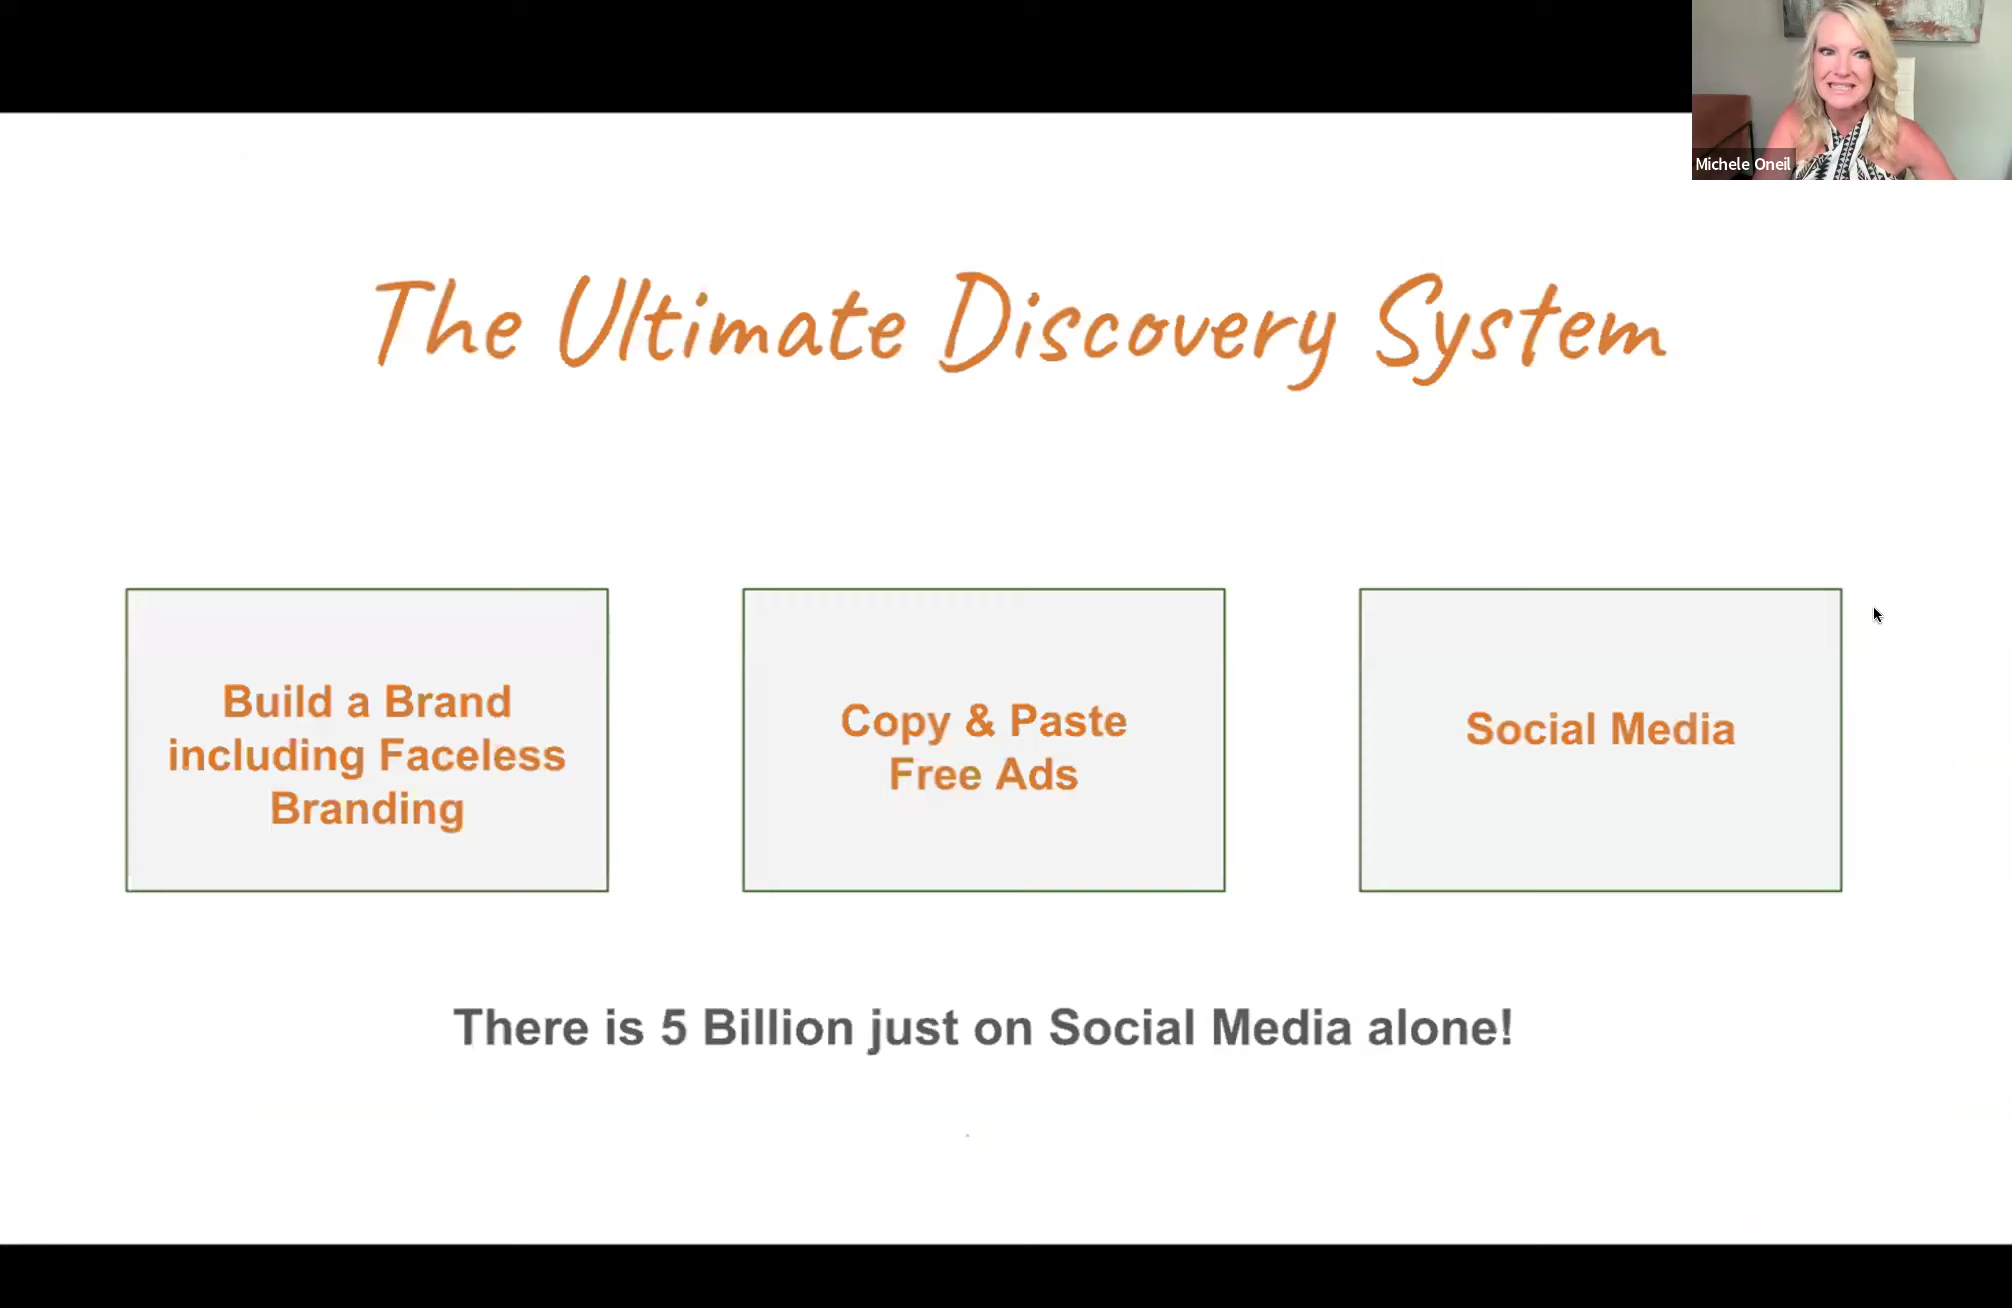 Michele Oneil
The Ultimate Discovery System
Build a Brand
including Faceless
Branding
Copy & Paste
Free Ads
Social Media
There is 5 Billion just on Social Media alone!